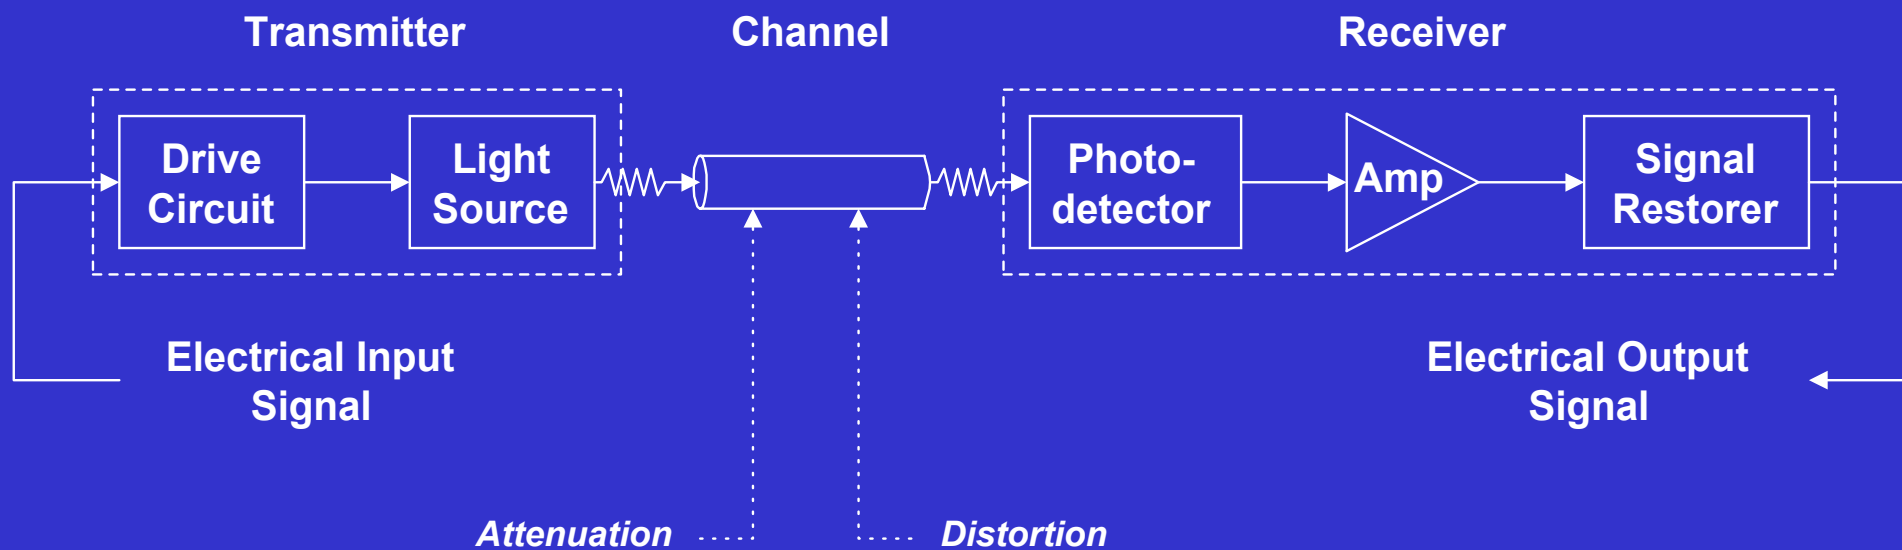 Transmitter
Channel
Receiver
Drive
Circuit
Light
Source
Photo-
detector
Amp
Signal
Restorer
Electrical Input
Signal
Electrical Output
Signal
Attenuation
Distortion